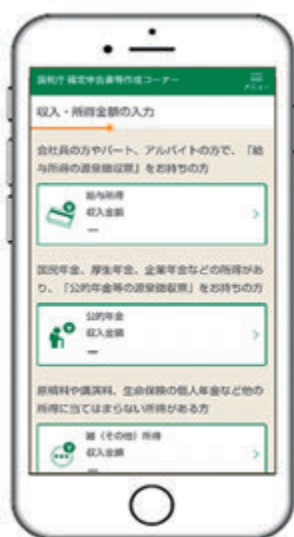 国税庁 確定申告書等作成コーナー
メニュー
収入・所得金額の入力
会社員の方やパート、アルバイトの方で、「給
与所得の源泉徴収票」をお持ちの方
給与所得
収入金額
ー
国民年金、厚生年金、企業年金などの所得があ
り、「公的年金等の源泉徴収票」をお持ちの方
公的年金
収入金額
ー
原稿料や講演料、生命保険の個人年金など他の
所得に当てはまらない所得がある方
雑（その他）所得
収入金額
ー